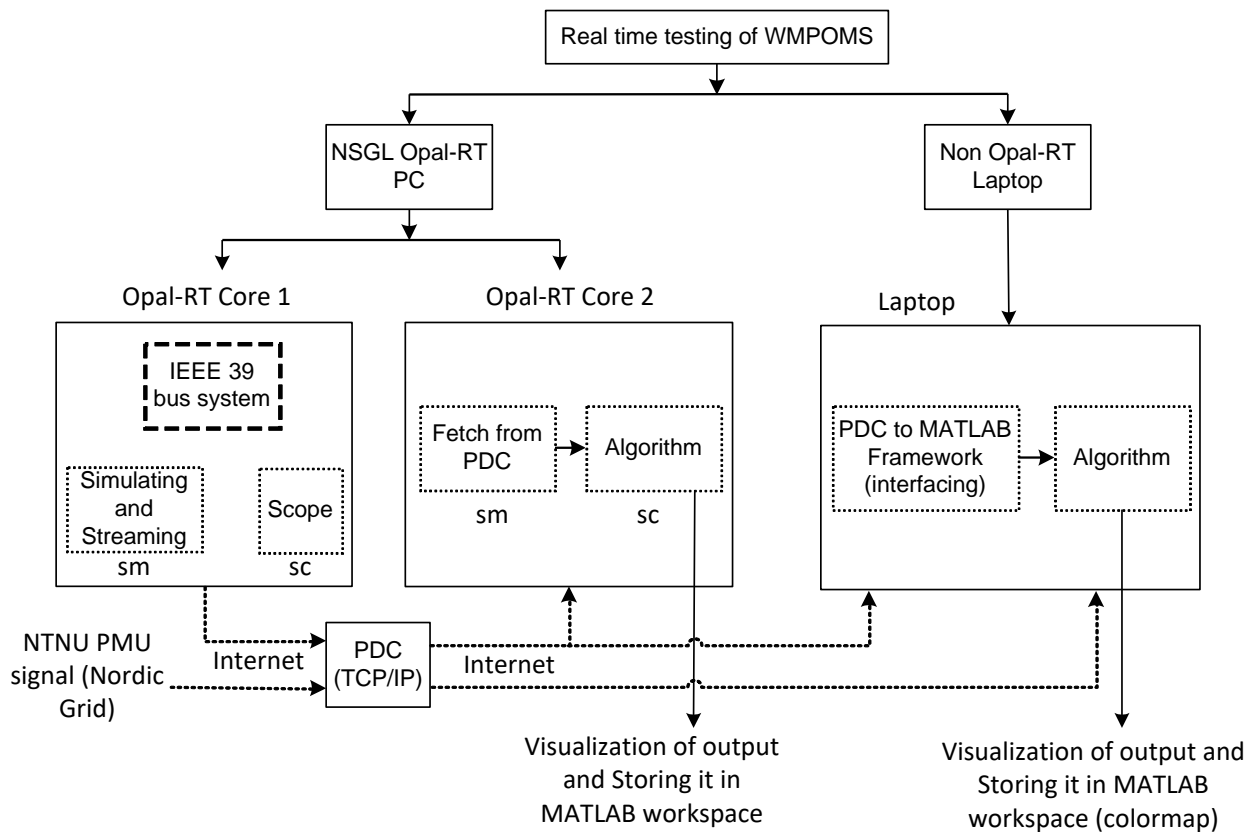 Real time testing of WMPOMS
NSGL Opal-RT
PC
Non Opal-RT
Laptop
Opal-RT Core 1
Opal-RT Core 2
Laptop
IEEE 39
bus system
Simulating
and
Streaming
sm
Scope
sc
Fetch from
PDC
sm
Algorithm
sc
PDC to MATLAB
Framework
(interfacing)
Algorithm
NTNU PMU
signal (Nordic
Grid)
Internet
PDC
(TCP/IP)
Internet
Visualization of output
and Storing it in
MATLAB workspace
Visualization of output and
Storing it in MATLAB
workspace (colormap)